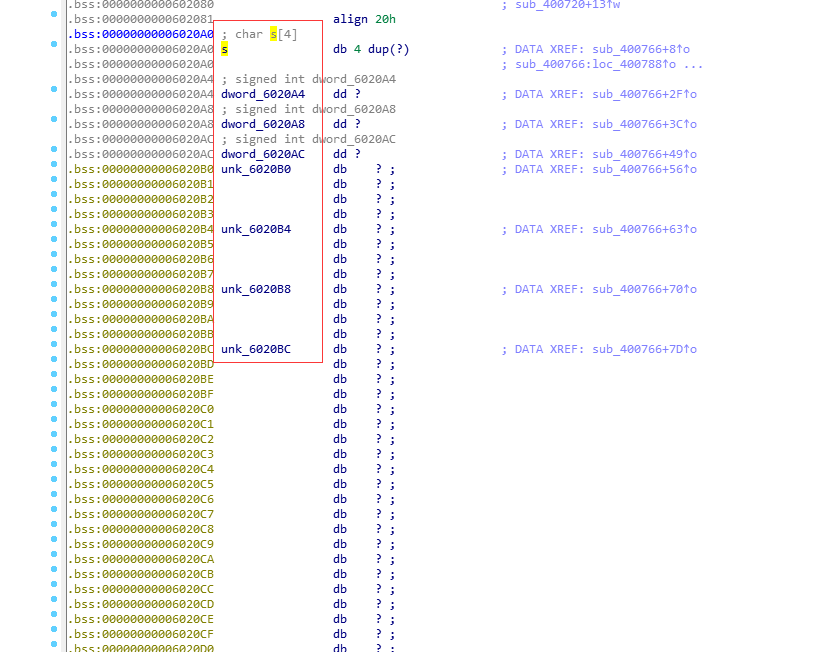 .bss:0000000000602080 ; sub_400720+13↑w
.bss:0000000000602081 align 20h
.bss:00000000006020A0 ; char s[4]
.bss:00000000006020A0 s db 4 dup(?) ; DATA XREF: sub_400766+8↑o
.bss:00000000006020A0 ; sub_400766:loc_400788↑o ...
.bss:00000000006020A4 ; signed int dword_6020A4
.bss:00000000006020A4 dword_6020A4 dd ? ; DATA XREF: sub_400766+2F↑o
.bss:00000000006020A8 ; signed int dword_6020A8
.bss:00000000006020A8 dword_6020A8 dd ? ; DATA XREF: sub_400766+3C↑o
.bss:00000000006020AC ; signed int dword_6020AC
.bss:00000000006020AC dword_6020AC dd ? ; DATA XREF: sub_400766+49↑o
.bss:00000000006020B0 unk_6020B0 db ? ; ; DATA XREF: sub_400766+56↑o
.bss:00000000006020B1 db ? ;
.bss:00000000006020B2 db ? ;
.bss:00000000006020B3 db ? ;
.bss:00000000006020B4 unk_6020B4 db ? ; ; DATA XREF: sub_400766+63↑o
.bss:00000000006020B5 db ? ;
.bss:00000000006020B6 db ? ;
.bss:00000000006020B7 db ? ;
.bss:00000000006020B8 unk_6020B8 db ? ; ; DATA XREF: sub_400766+70↑o
.bss:00000000006020B9 db ? ;
.bss:00000000006020BA db ? ;
.bss:00000000006020BB db ? ;
.bss:00000000006020BC unk_6020BC db ? ; ; DATA XREF: sub_400766+7D↑o
.bss:00000000006020BD db ? ;
.bss:00000000006020BE db ? ;
.bss:00000000006020BF db ? ;
.bss:00000000006020C0 db ? ;
.bss:00000000006020C1 db ? ;
.bss:00000000006020C2 db ? ;
.bss:00000000006020C3 db ? ;
.bss:00000000006020C4 db ? ;
.bss:00000000006020C5 db ? ;
.bss:00000000006020C6 db ? ;
.bss:00000000006020C7 db ? ;
.bss:00000000006020C8 db ? ;
.bss:00000000006020C9 db ? ;
.bss:00000000006020CA db ? ;
.bss:00000000006020CB db ? ;
.bss:00000000006020CC db ? ;
.bss:00000000006020CD db ? ;
.bss:00000000006020CE db ? ;
.bss:00000000006020CF db ? ;
.bss:00000000006020D0 db ? ;